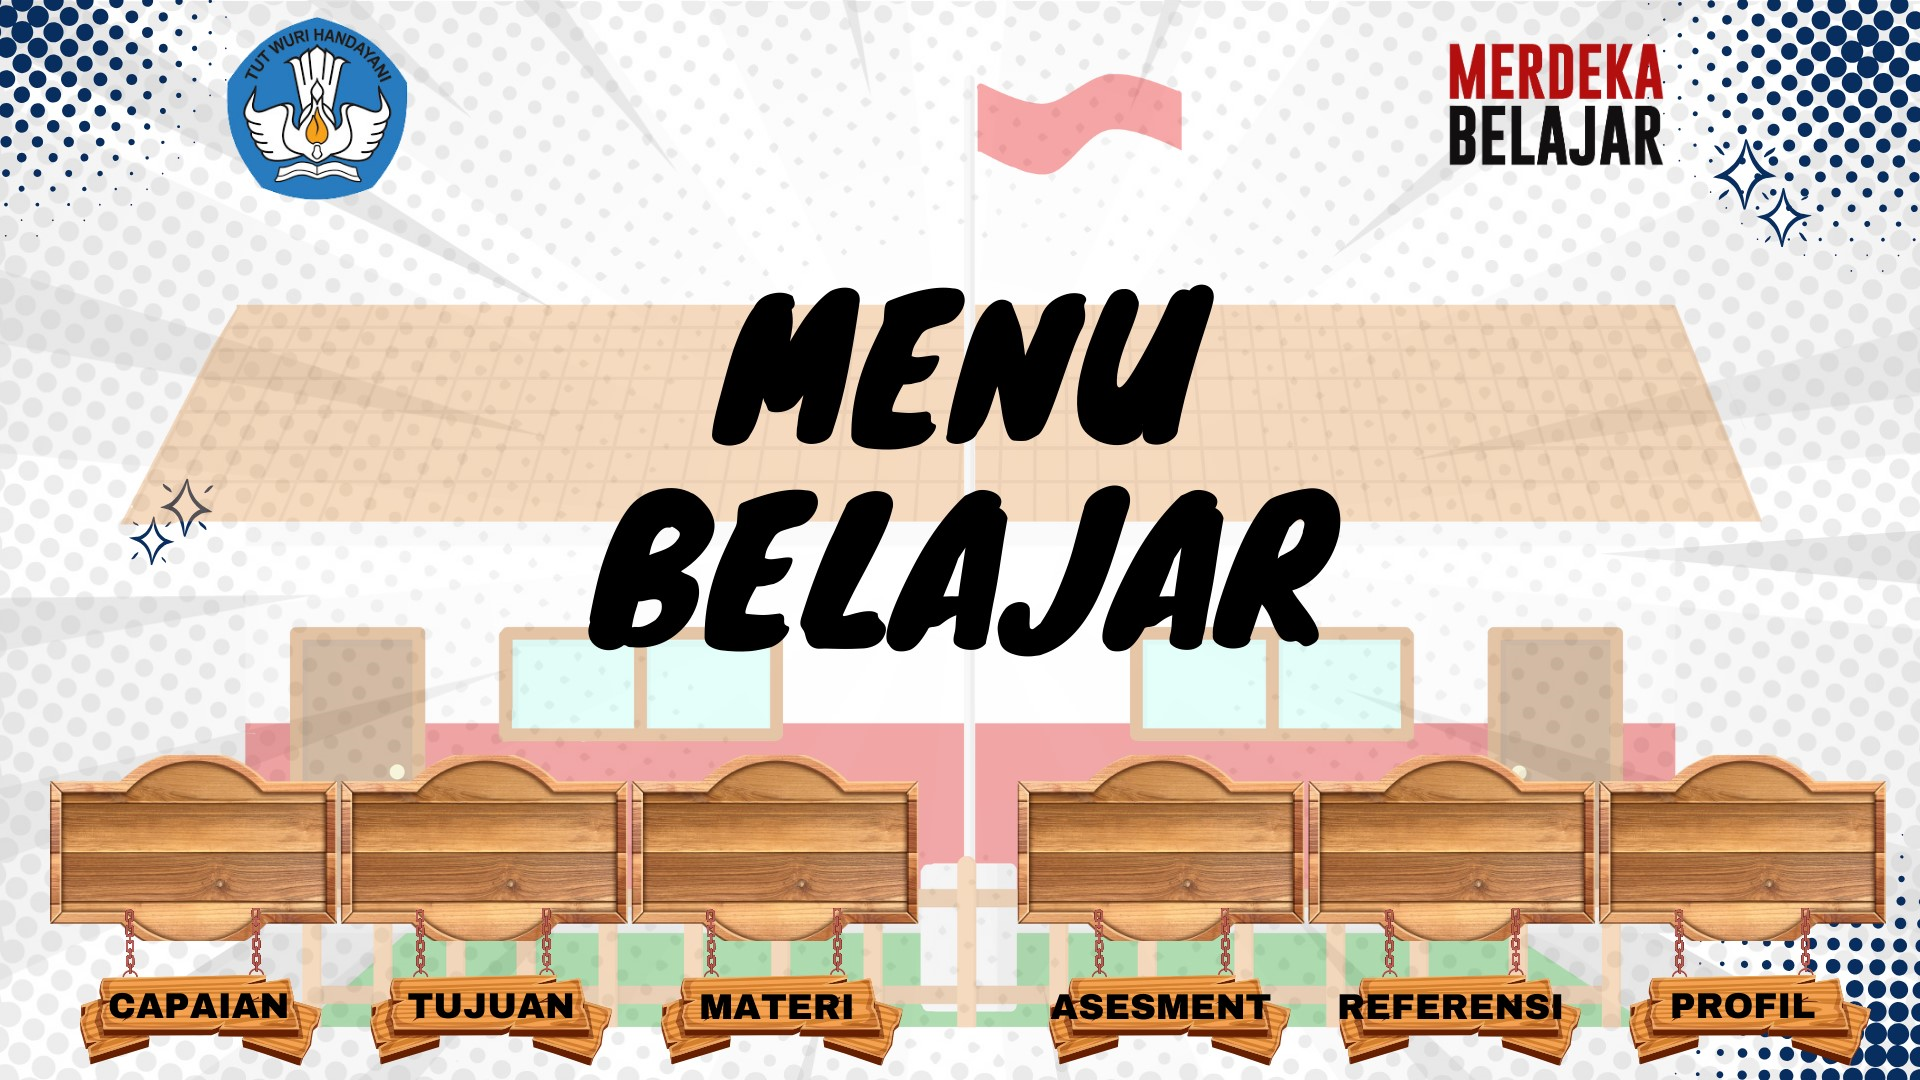 TUT WURI HANDAYANI
MERDEKA
BELAJAR
MENU
BELAJAR
CAPAIAN
TUJUAN
MATERI
ASESMENT
REFERENSI
PROFIL